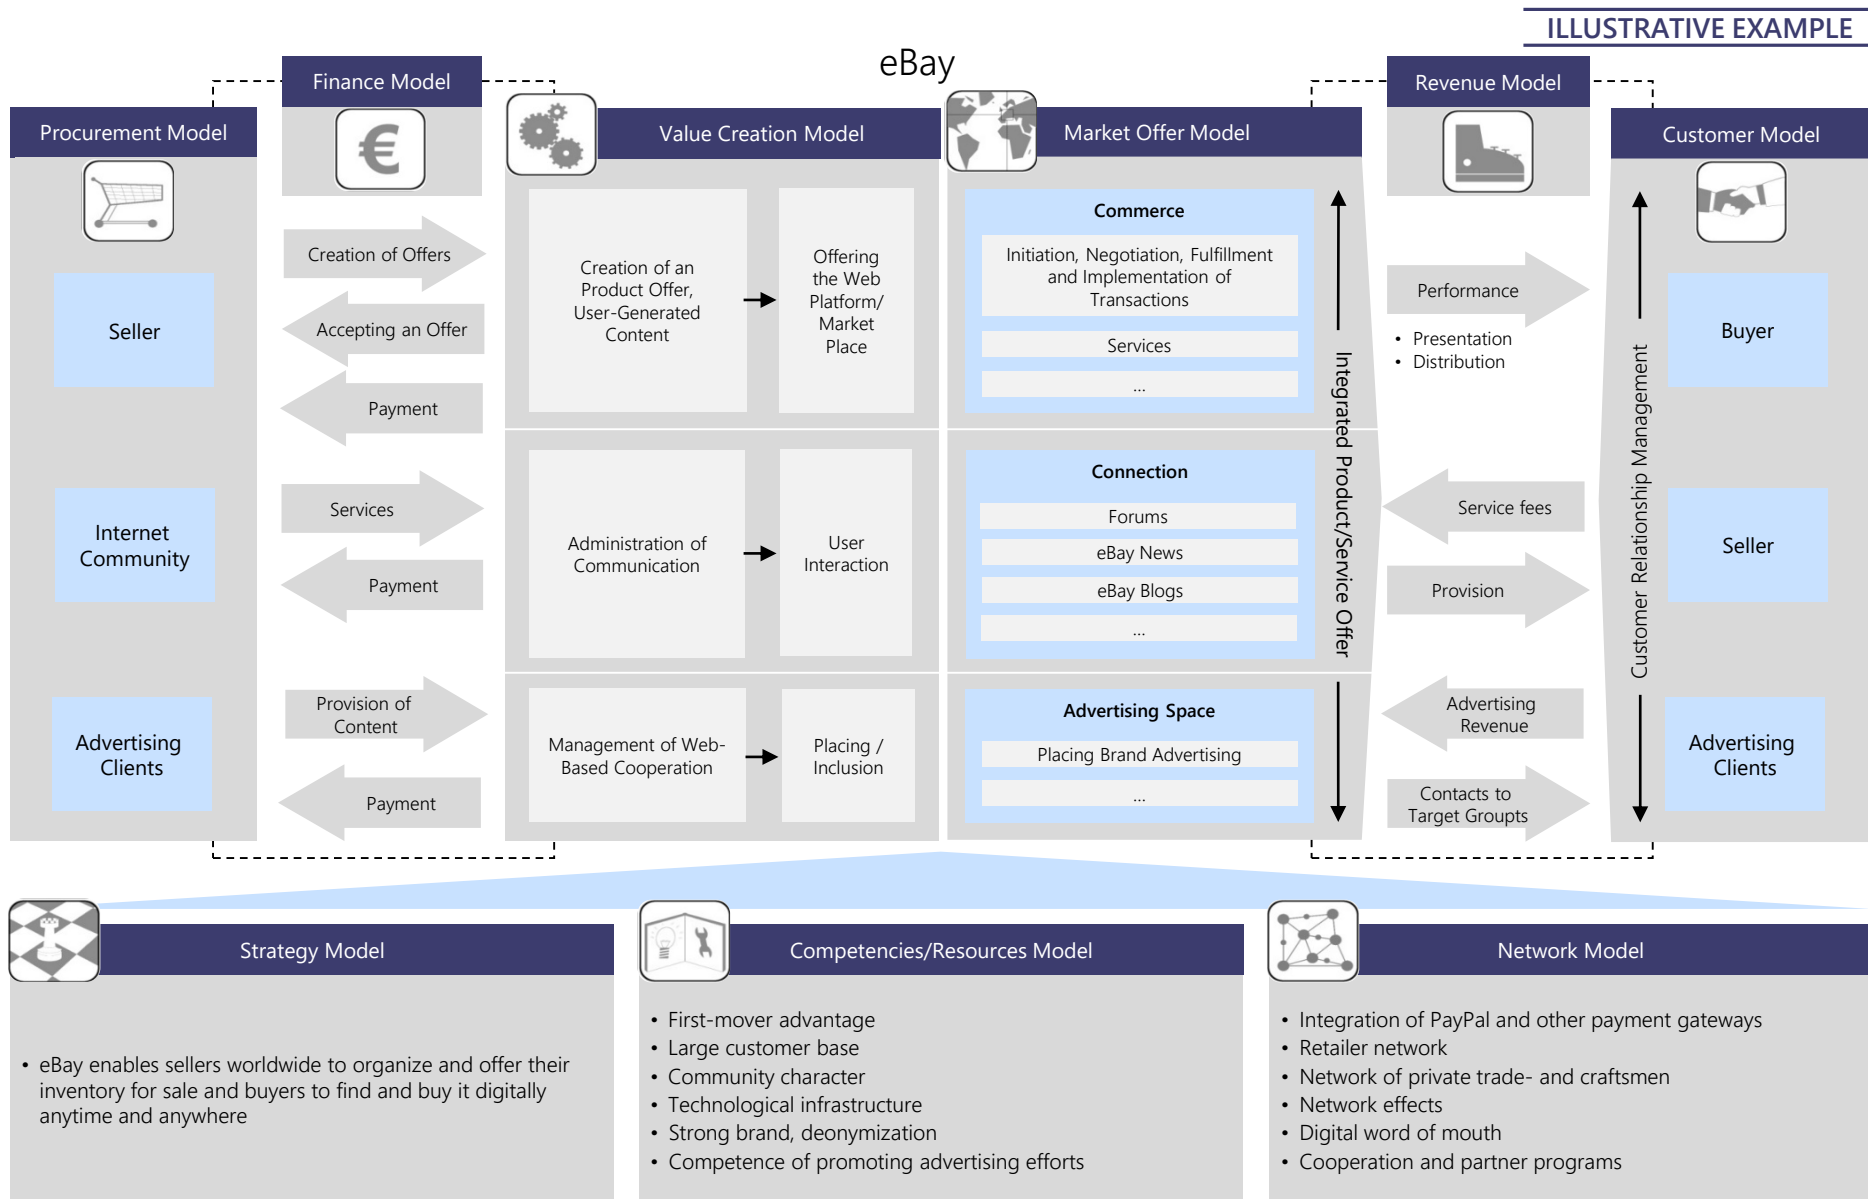 ILLUSTRATIVE EXAMPLE
eBay
Procurement Model
Seller
Internet
Community
Advertising
Clients
Finance Model
€
Creation of Offers
Accepting an Offer
Payment
Services
Payment
Provision of
Content
Payment
Value Creation Model
Creation of an
Product Offer,
User-Generated
Content
Offering
the Web
Platform/
Market
Place
Administration of
Communication
User
Interaction
Management of Web-
Based Cooperation
Placing /
Inclusion
Market Offer Model
Commerce
Initiation, Negotiation, Fulfillment
and Implementation of
Transactions
Services
...
Connection
Forums
eBay News
eBay Blogs
...
Advertising Space
Placing Brand Advertising
...
Integrated Product/Service Offer
Revenue Model
Performance
• Presentation
• Distribution
Service fees
Provision
Advertising
Revenue
Contacts to
Target Groupts
Customer Model
Customer Relationship Management
Buyer
Seller
Advertising
Clients
Strategy Model
• eBay enables sellers worldwide to organize and offer their
inventory for sale and buyers to find and buy it digitally
anytime and anywhere
Competencies/Resources Model
• First-mover advantage
• Large customer base
• Community character
• Technological infrastructure
• Strong brand, deonymization
• Competence of promoting advertising efforts
Network Model
• Integration of PayPal and other payment gateways
• Retailer network
• Network of private trade- and craftsmen
• Network effects
• Digital word of mouth
• Cooperation and partner programs